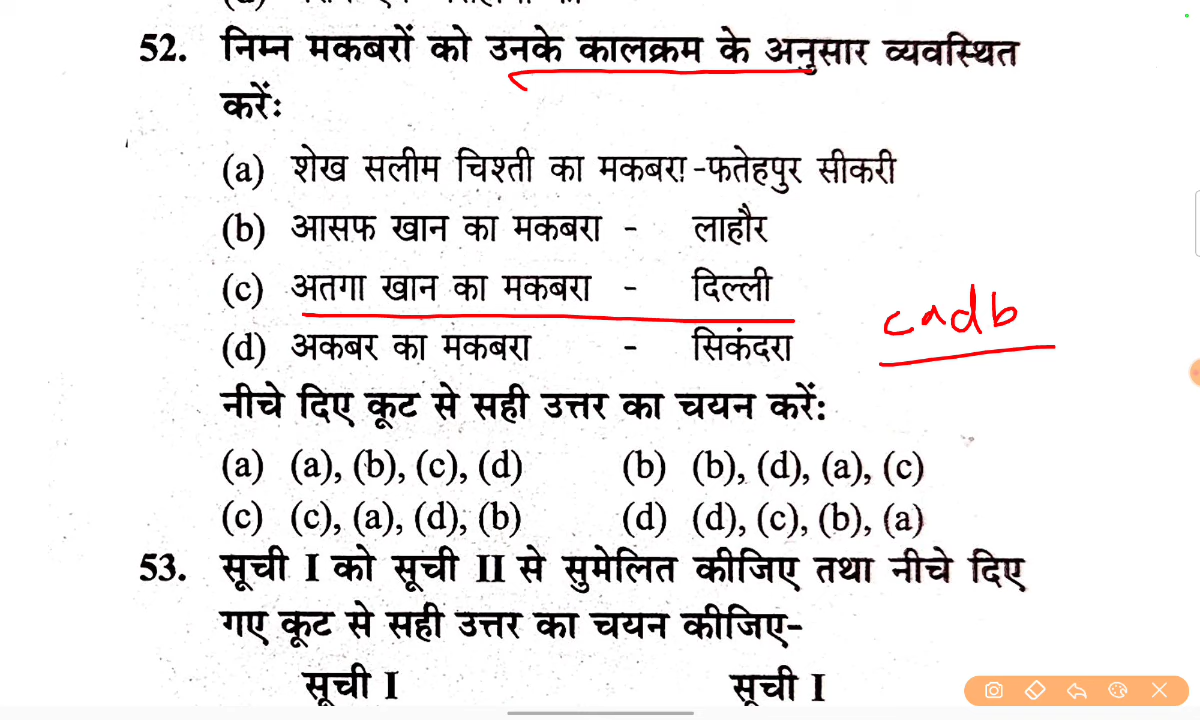 52. निम्न मकबरों को उनके कालक्रम के अनुसार व्यवस्थित
करें:
(a) शेख सलीम चिश्ती का मकबरा -फतेहपुर सीकरी
(b) आसफ खान का मकबरा - लाहौर
(c) अतगा खान का मकबरा - दिल्ली
cadb
(d) अकबर का मकबरा - सिकंदरा
नीचे दिए कूट से सही उत्तर का चयन करें:
(a) (a), (b), (c), (d) (b) (b), (d), (a), (c)
(c) (c), (a), (d), (b) (d) (d), (c), (b), (a)
53. सूची I को सूची II से सुमेलित कीजिए तथा नीचे दिए
गए कूट से सही उत्तर का चयन कीजिए-
सूची I सूची I